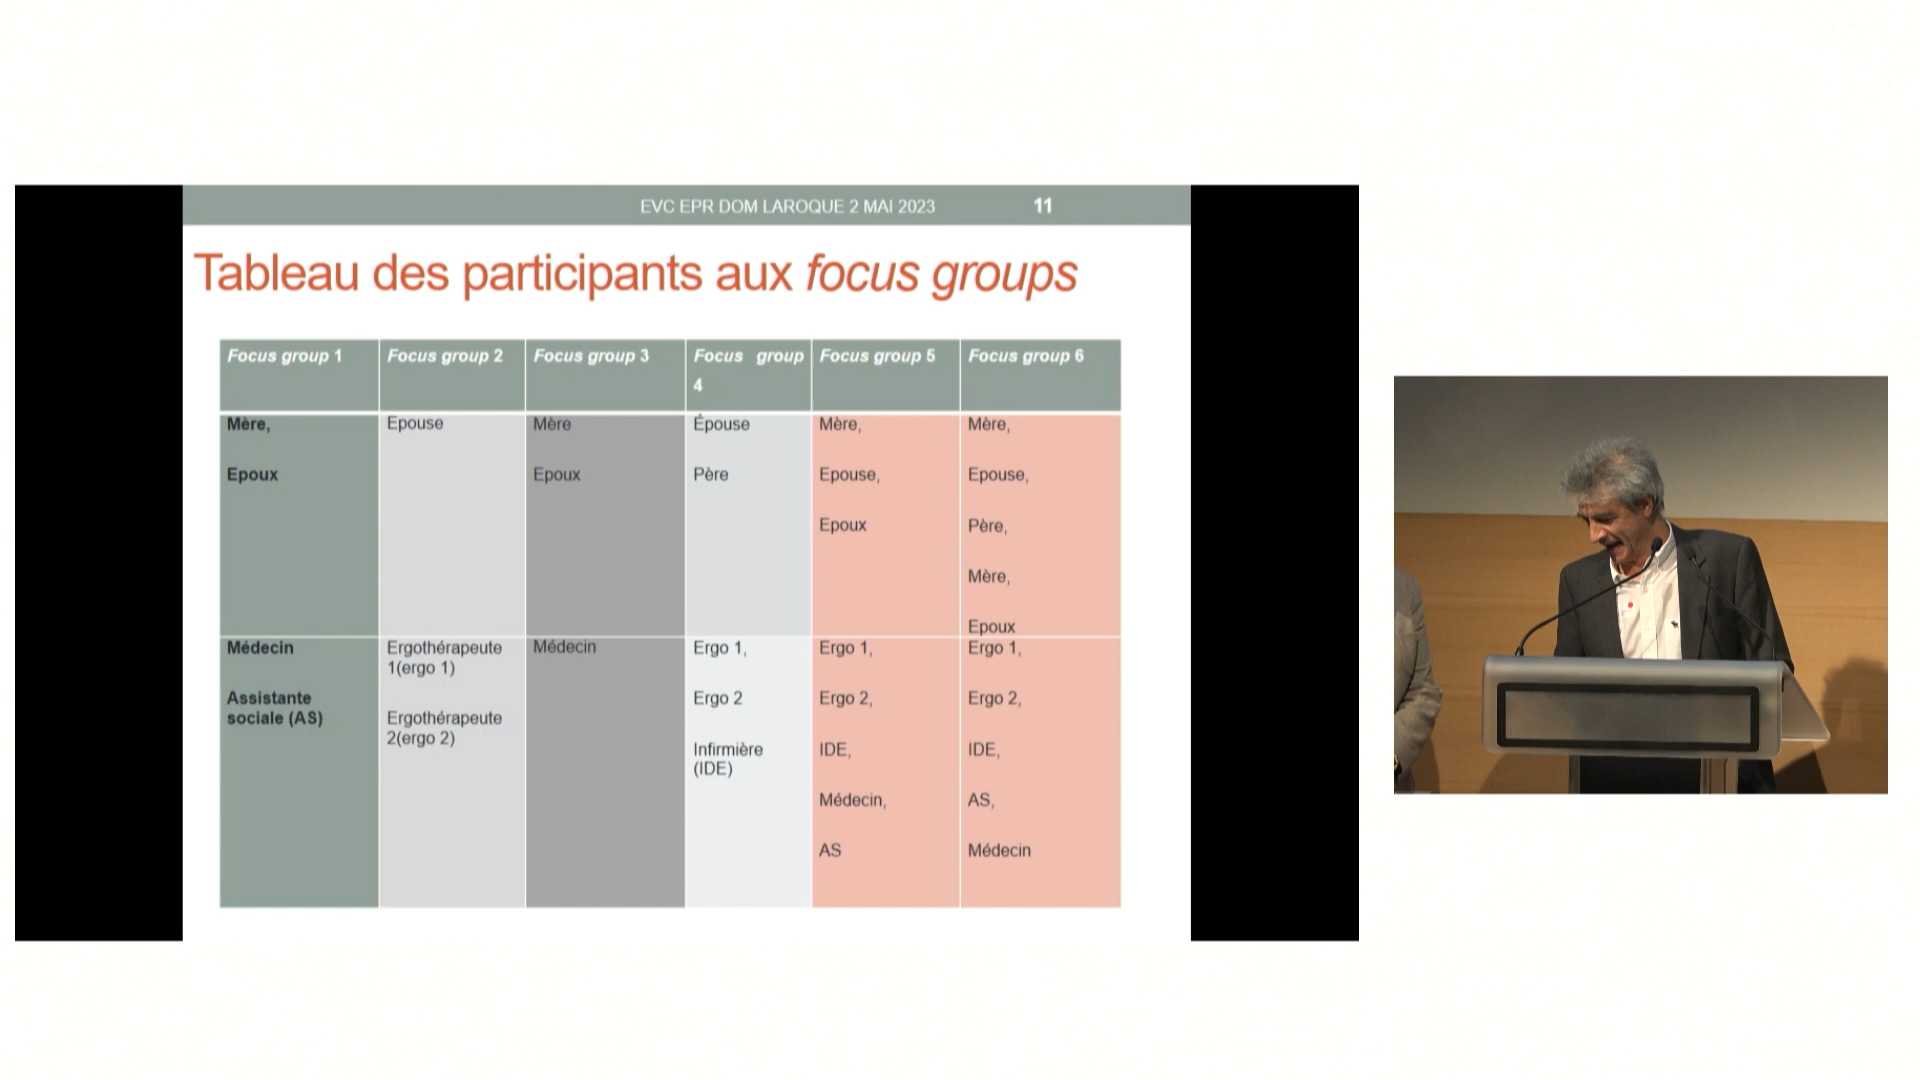 EVC EPR DOM LAROQUE 2 MAI 2023 11
Tableau des participants aux focus groups
Focus group 1
Focus group 2
Focus group 3
Focus group
4
Focus group 5
Focus group 6
Mère,
Epoux
Epouse
Mère
Epoux
Épouse
Père
Mère,
Epouse,
Epoux
Mère,
Epouse,
Père,
Mère,
Epoux
Médecin
Assistante
sociale (AS)
Ergothérapeute
1(ergo 1)
Ergothérapeute
2(ergo 2)
Médecin
Ergo 1,
Ergo 2
Infirmière
(IDE)
Ergo 1,
Ergo 2,
IDE,
Médecin,
AS
Ergo 1,
Ergo 2,
IDE,
AS,
Médecin